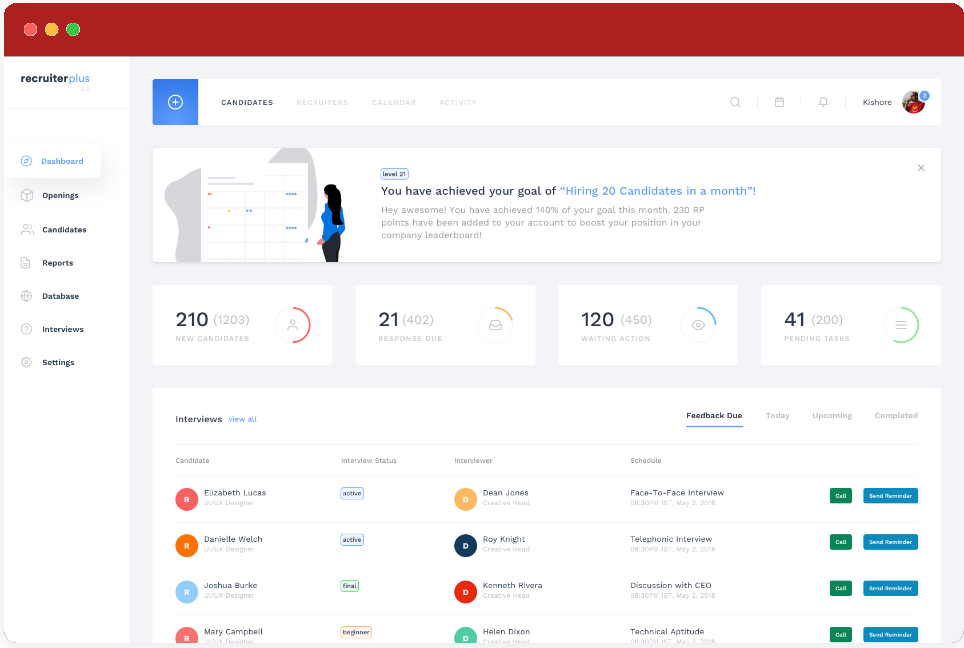 recruiterplus
2.0
CANDIDATES RECRUITERS CALENDAR ACTIVITY Kishore 2
Dashboard
Openings
Candidates
Reports
Database
Interviews
Settings
level 21
You have achieved your goal of “Hiring 20 Candidates in a month”!
Hey awesome! You have achieved 140% of your goal this month. 230 RP
points have been added to your account to boost your position in your
company leaderboard!
210 (1203)
NEW CANDIDATES
21 (402)
RESPONSE DUE
120 (450)
WAITING ACTION
41 (200)
PENDING TASKS
Interviews view all Feedback Due Today Upcoming Completed
Candidate Interview Status Interviewer Schedule
R Elizabeth Lucas active D Dean Jones Face-To-Face Interview Call Send Reminder
UI/UX Designer Creative Head 08:30PM IST, May 2, 2018
R Danielle Welch active D Roy Knight Telephonic Interview Call Send Reminder
UI/UX Designer Creative Head 08:30PM IST, May 2, 2018
R Joshua Burke final D Kenneth Rivera Discussion with CEO Call Send Reminder
UI/UX Designer Creative Head 08:30PM IST, May 2, 2018
R Mary Campbell beginner D Helen Dixon Technical Aptitude Call Send Reminder
UI/UX Designer Creative Head 08:30PM IST, May 2, 2018